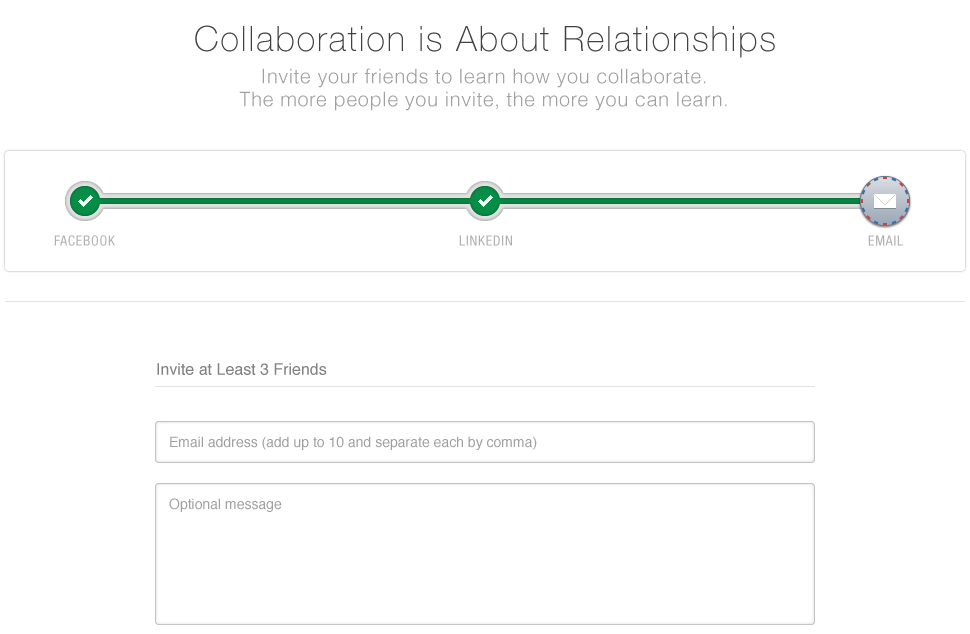 Collaboration is About Relationships
Invite your friends to learn how you collaborate.
The more people you invite, the more you can learn.
FACEBOOK
LINKEDIN
EMAIL
Invite at Least 3 Friends
Email address (add up to 10 and separate each by comma)
Optional message